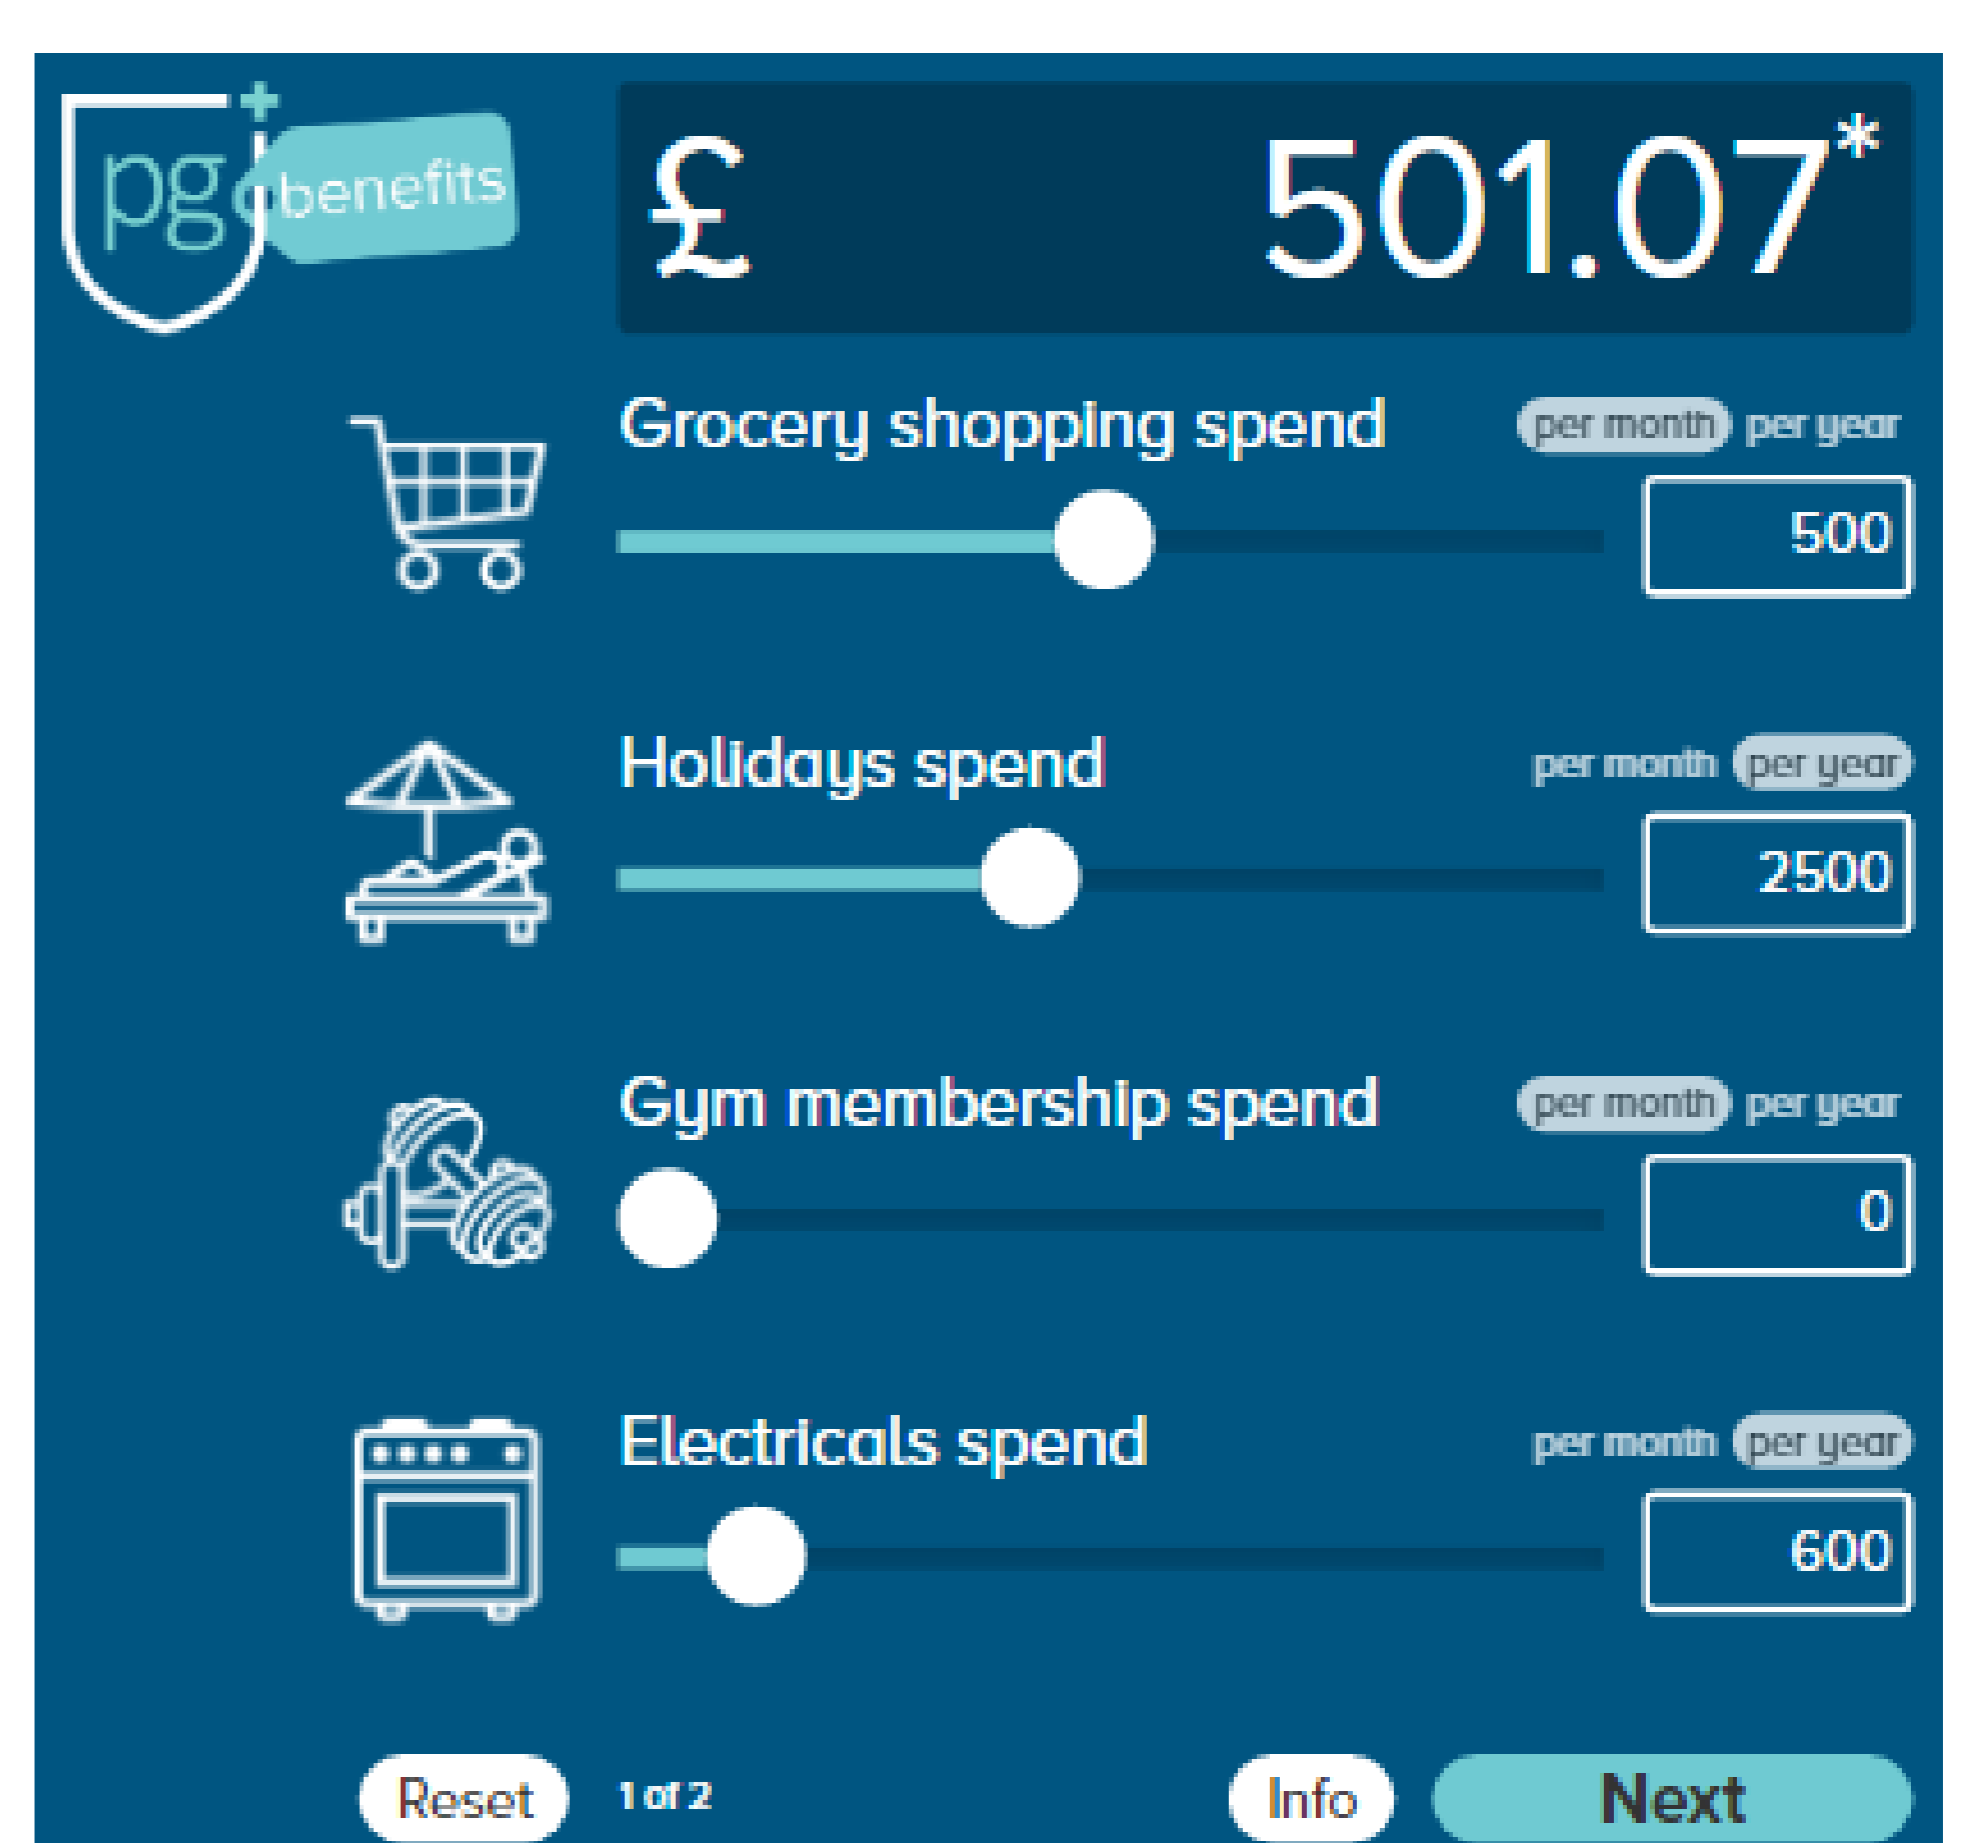 pg benefits
£ 501.07*
Grocery shopping spend per month per year
500
Holidays spend per month per year
2500
Gym membership spend per month per year
0
Electricals spend per month per year
600
Reset 1 of 2 Info Next